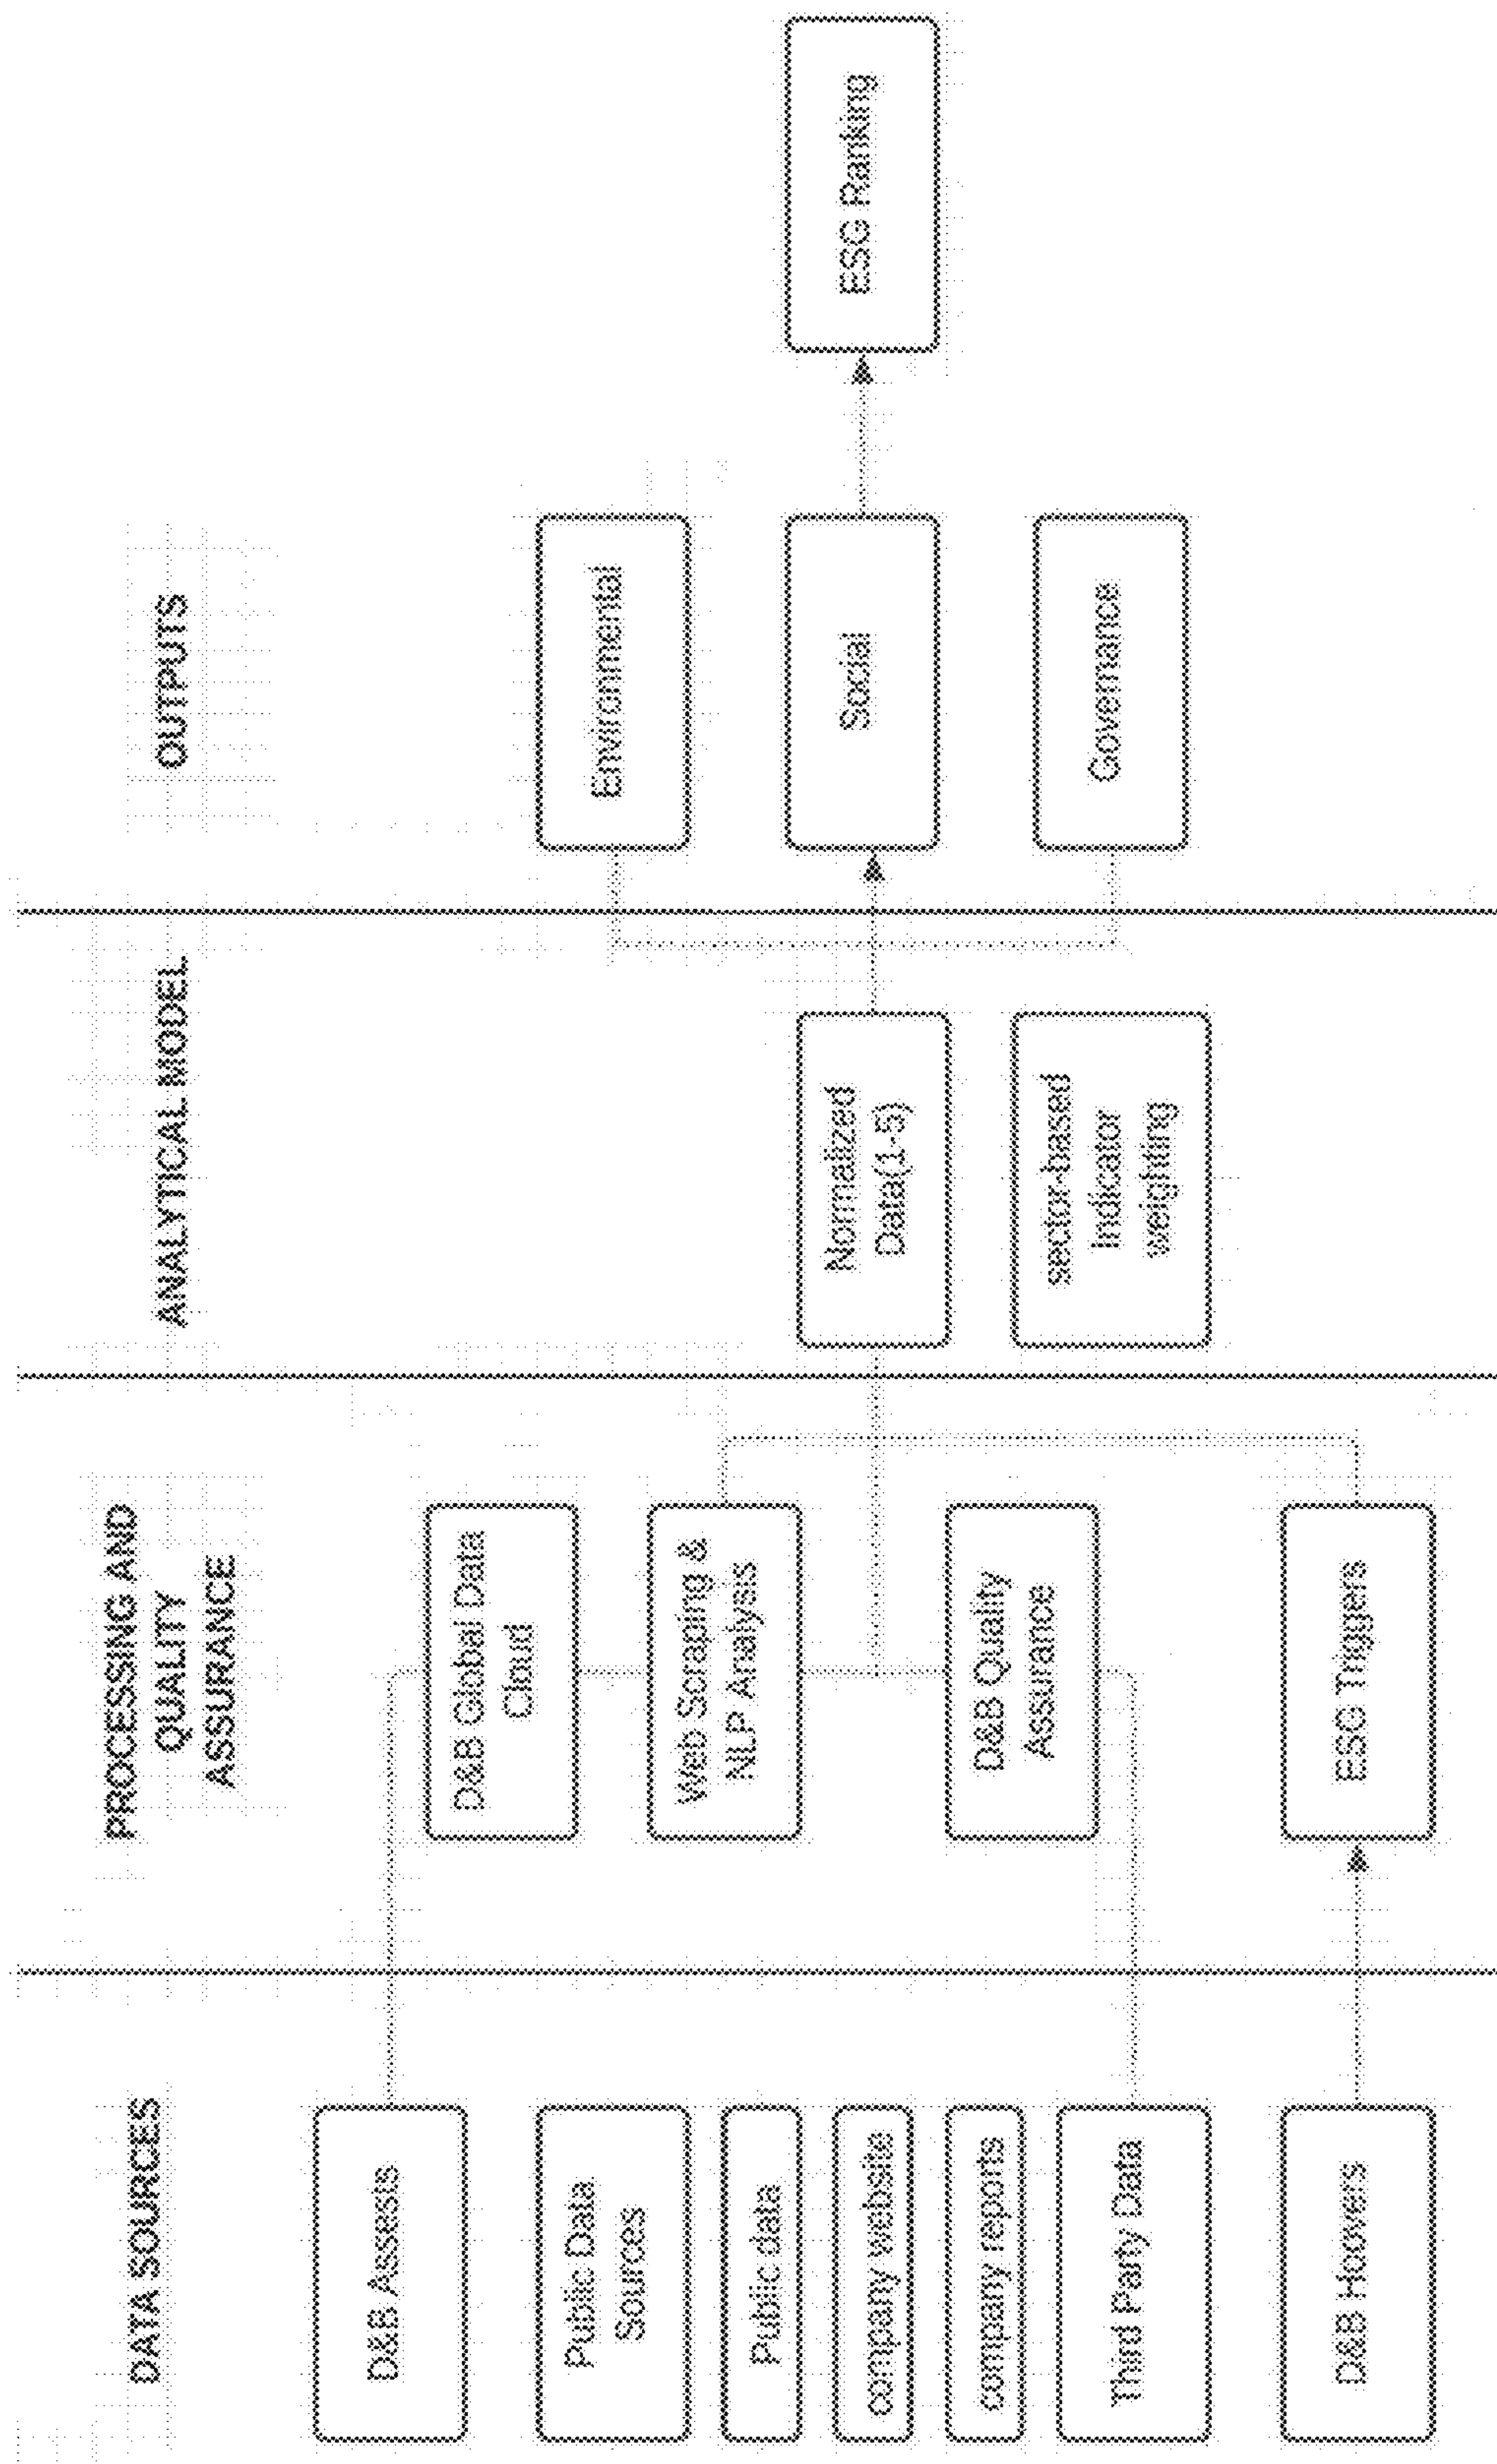 DATA SOURCES
D&B Assests
Public Data
Sources
Public data
company website
company reports
Third Party Data
D&B Hoovers
PROCESSING AND
QUALITY
ASSURANCE
D&B Global Data
Cloud
Web Scraping &
NLP Analysis
D&B Quality
Assurance
ESG Triggers
ANALYTICAL MODEL
Normalized
Data(1-5)
sector-based
Indicator
weighting
OUTPUTS
Environmental
Social
Governance
ESG Ranking